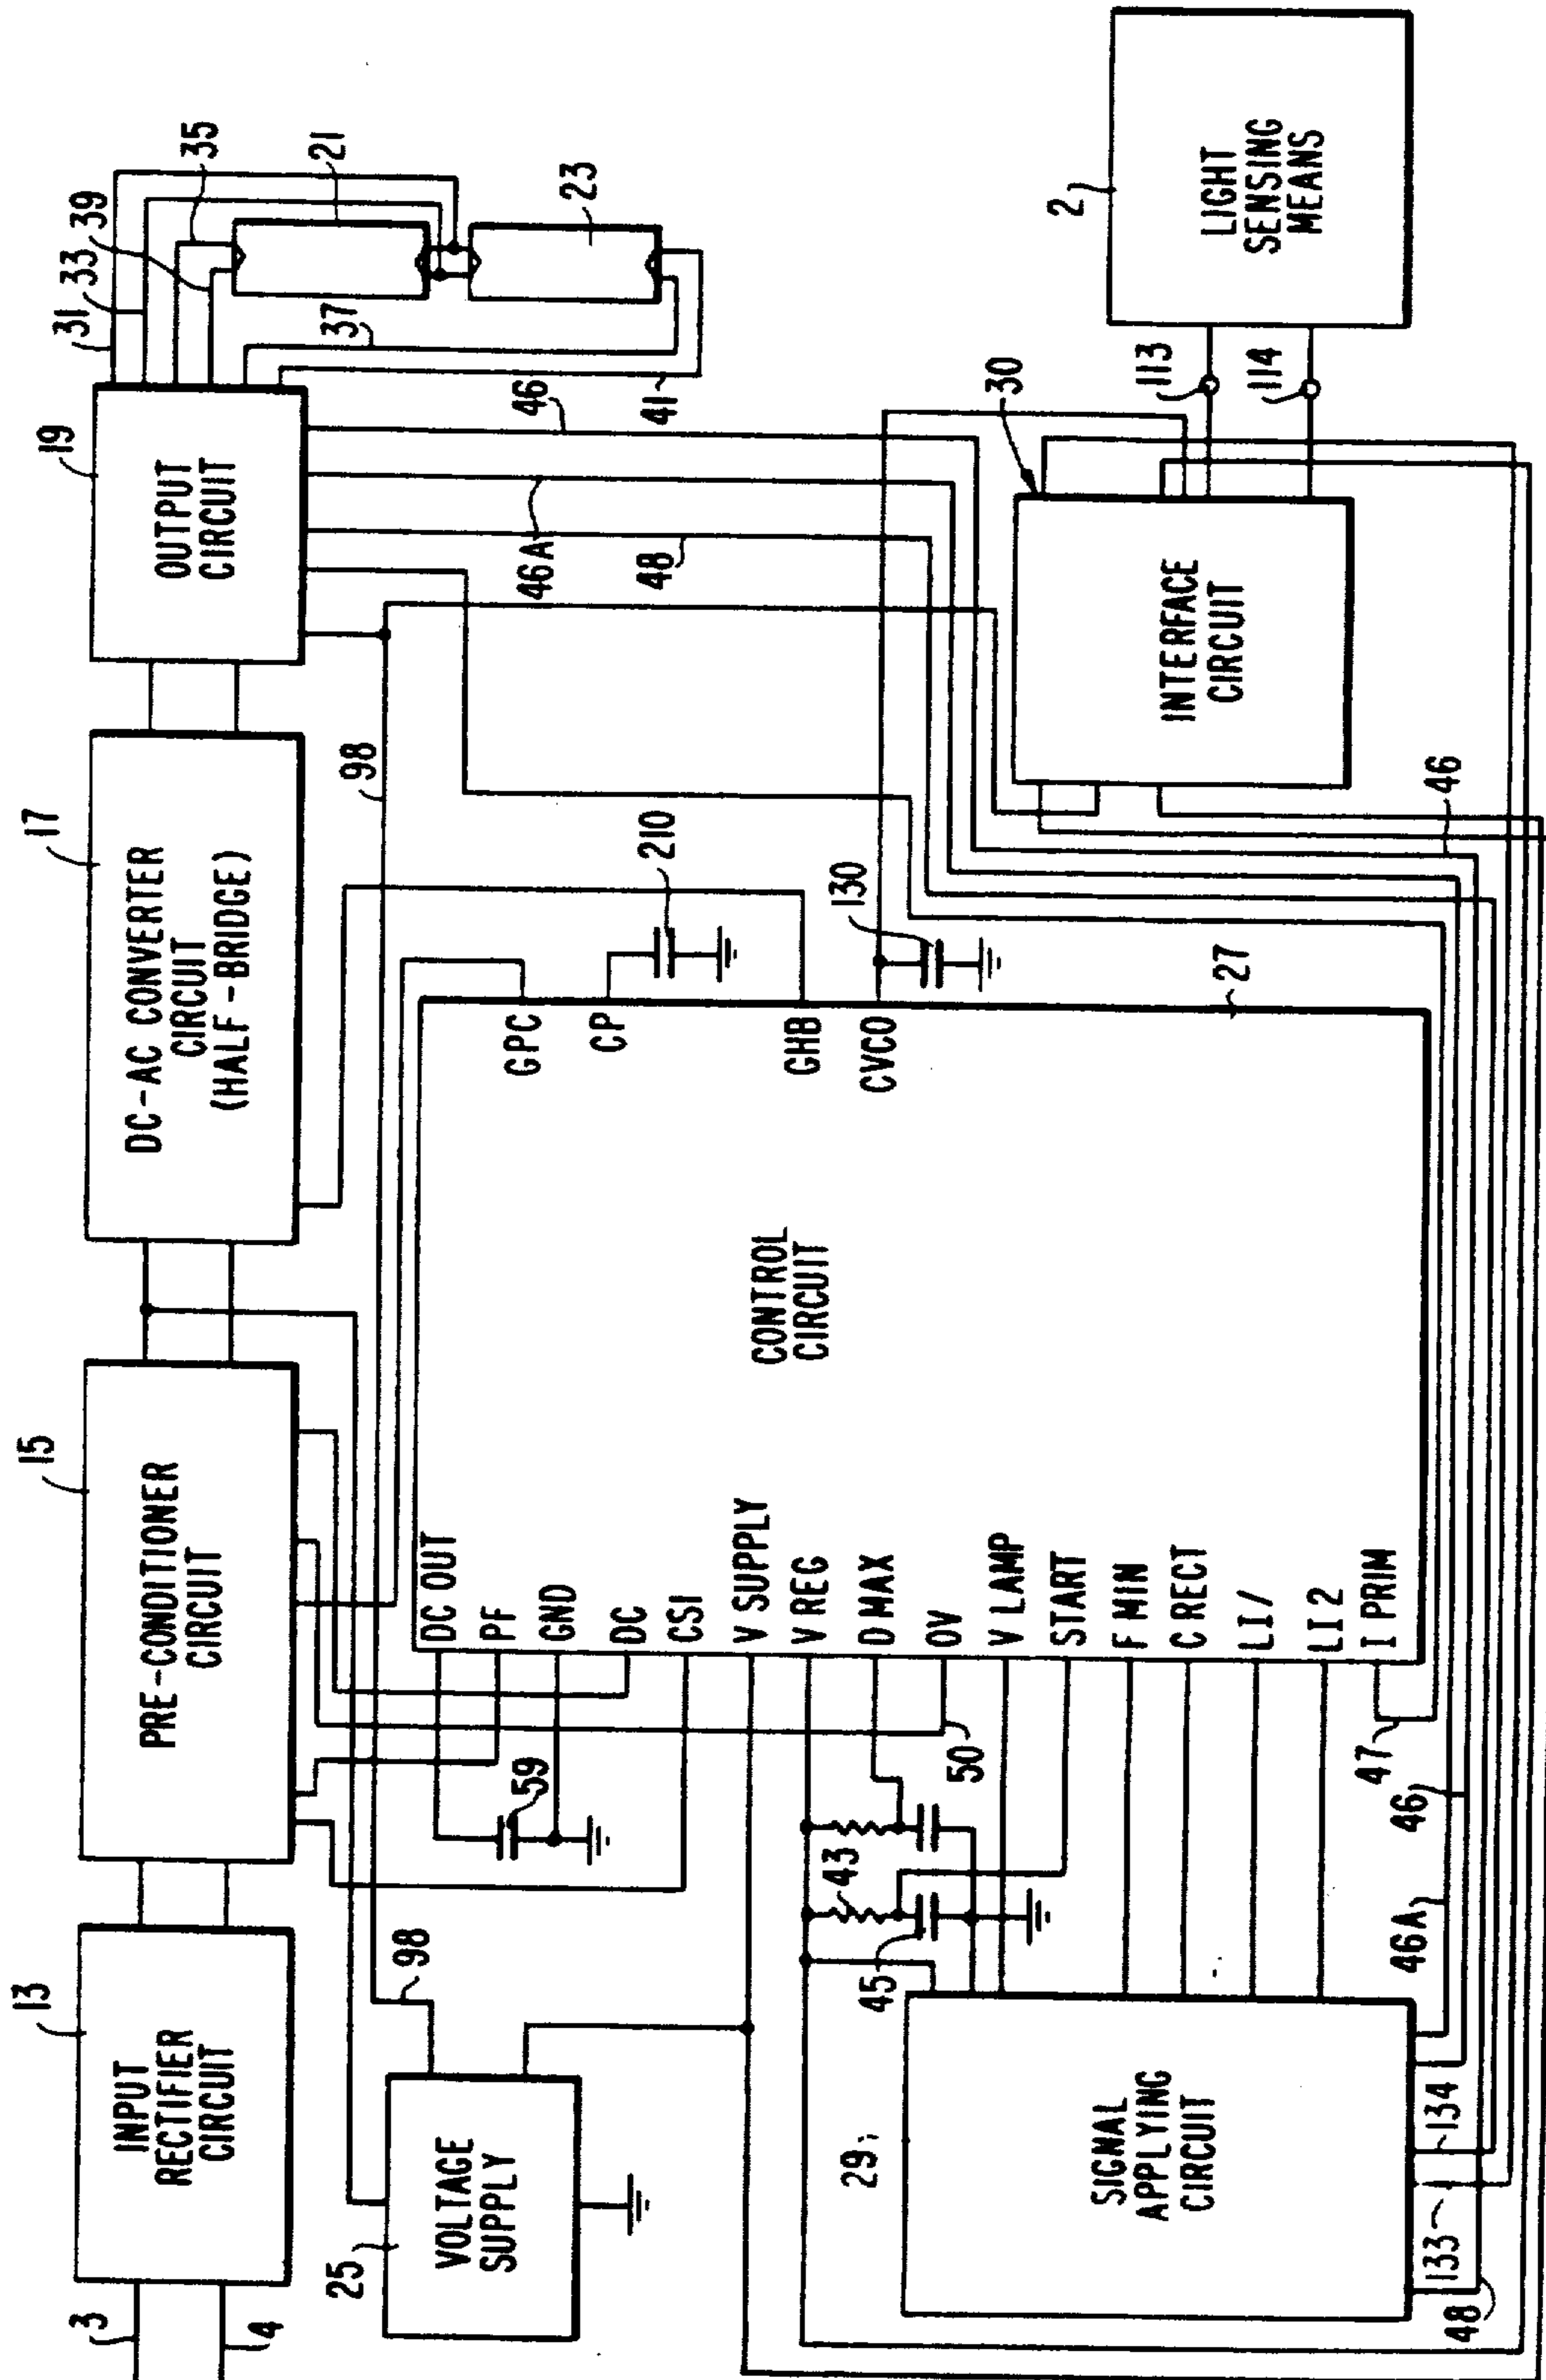 13
INPUT
RECTIFIER
CIRCUIT
3
4
15
PRE-CONDITIONER
CIRCUIT
17
DC-AC CONVERTER
CIRCUIT
(HALF-BRIDGE)
19
OUTPUT
CIRCUIT
31
33
39
35
21
23
37
41
25
VOLTAGE
SUPPLY
98
98
59
DC OUT
PF
GND
DC
CSI
V SUPPLY
V REG
D MAX
OV
V LAMP
START
F MIN
C RECT
LI/
LI2
I PRIM
GPC
CP
GHB
CVCO
210
130
CONTROL
CIRCUIT
27
43
45
50
47
46
46A
29
SIGNAL
APPLYING
CIRCUIT
133
134
48
46
46A
48
46
30
INTERFACE
CIRCUIT
113
114
2
LIGHT
SENSING
MEANS